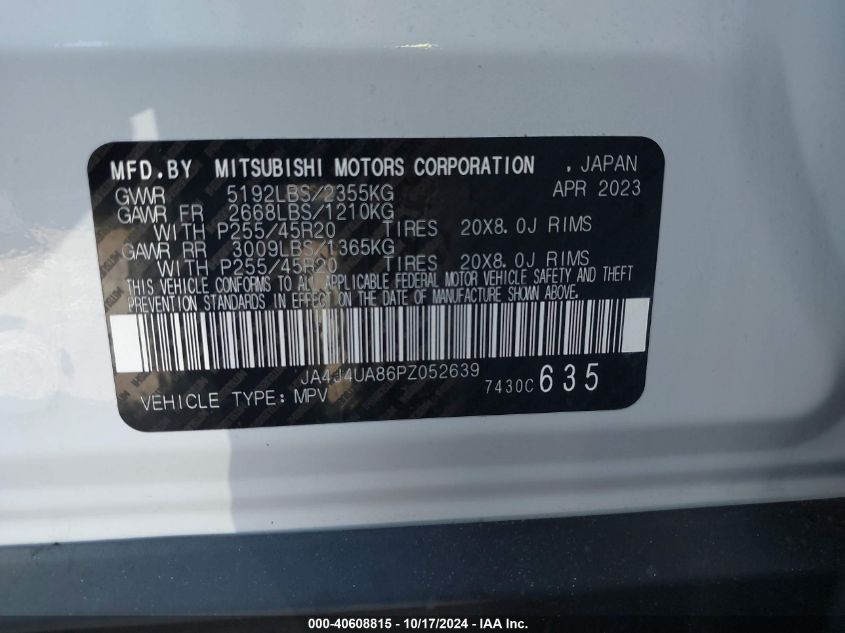 MFD.BY MITSUBISHI MOTORS CORPORATION , JAPAN
GVWR 5192LBS/2355KG APR 2023
GAWR FR 2668LBS/1210KG
WITH P255/45R20 TIRES 20X8.0J RIMS
GAWR RR 3009LBS/1365KG
WITH P255/45R20 TIRES 20X8.0J RIMS
THIS VEHICLE CONFORMS TO ALL APPLICABLE FEDERAL MOTOR VEHICLE SAFETY AND THEFT
PREVENTION STANDARDS IN EFFECT ON THE DATE OF MANUFACTURE SHOWN ABOVE.
JA4J4UA86PZ052639
VEHICLE TYPE: MPV 7430C 635
000-40608815 - 10/17/2024 - IAA Inc.